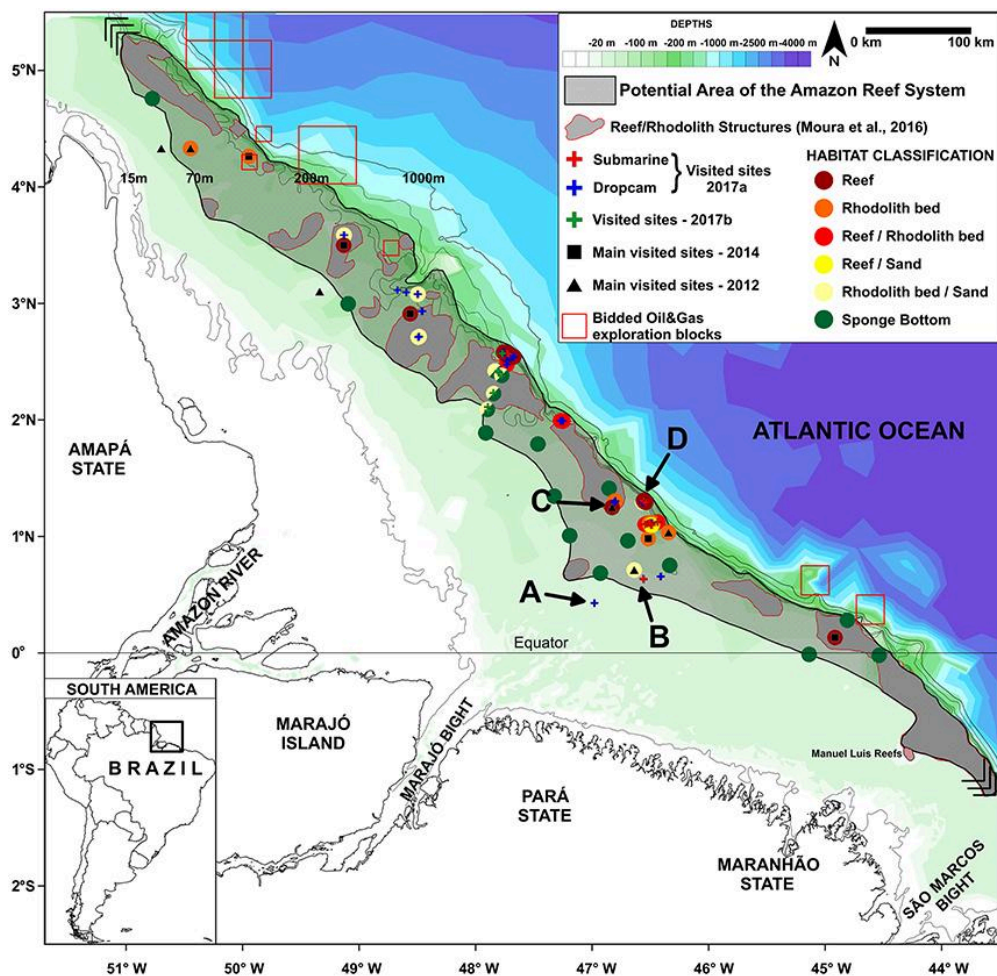 DEPTHS
-20 m -100 m -200 m -1000 m -2500 m -4000 m
N
0 km 100 km
Potential Area of the Amazon Reef System
Reef/Rhodolith Structures (Moura et al., 2016)
Submarine
Dropcam
Visited sites
2017a
Visited sites - 2017b
Main visited sites - 2014
Main visited sites - 2012
Bidded Oil&Gas
exploration blocks
HABITAT CLASSIFICATION
Reef
Rhodolith bed
Reef / Rhodolith bed
Reef / Sand
Rhodolith bed / Sand
Sponge Bottom
5°
4°N
3°N
2°N
1°N
0°
1°S
2°S
15m 70m 200m 1000m
ATLANTIC OCEAN
AMAPÁ
STATE
D
C
A
B
AMAZON RIVER
Equator
SOUTH AMERICA
BRAZIL
MARAJÓ
ISLAND
MARAJÓ BIGHT
Manuel Luis Reefs
PARÁ
STATE
MARANHÃO
STATE
SÃO MARCOS
BIGHT
51°W 50°W 49°W 48°W 47°W 46°W 45°W 44°W